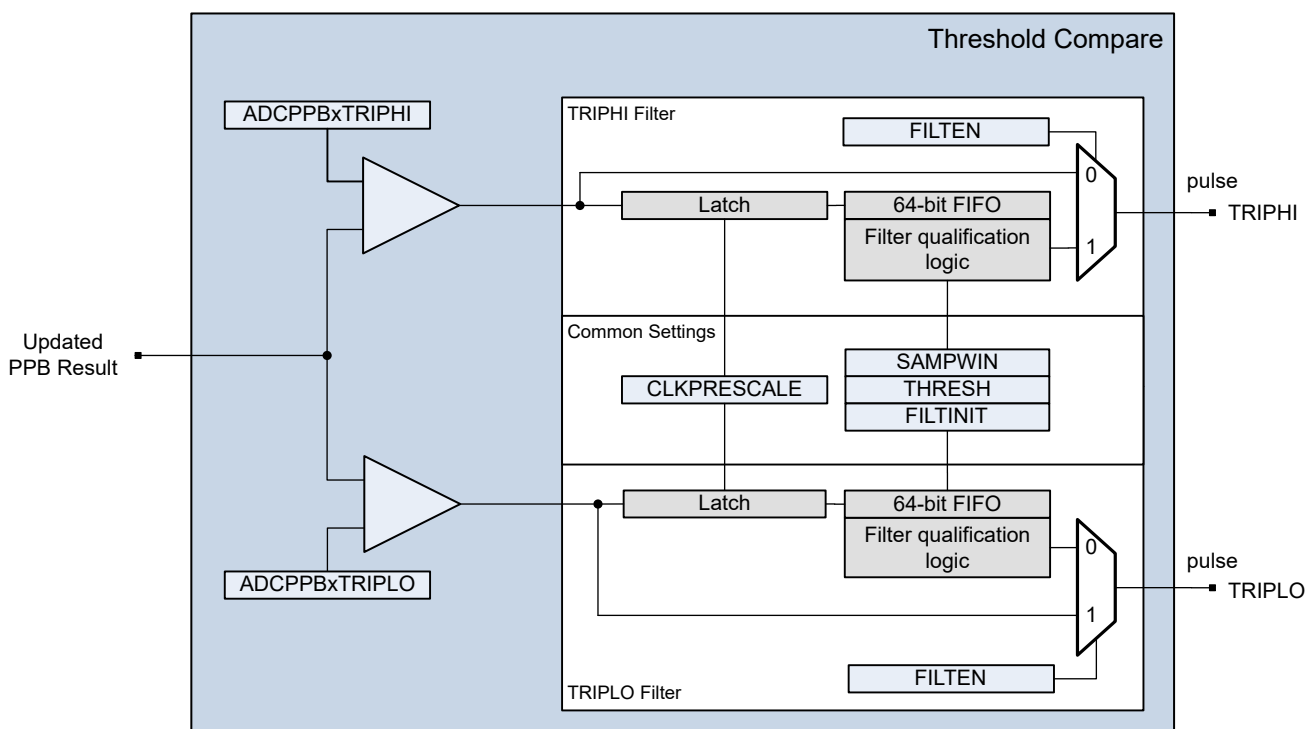 Threshold Compare
ADCPPBxTRIPHI
TRIPHI Filter
FILTEN
0
pulse
Latch
64-bit FIFO
TRIPHI
Filter qualification
logic
1
Updated
PPB Result
Common Settings
SAMPWIN
CLKPRESCALE
THRESH
FILTINIT
Latch
64-bit FIFO
Filter qualification
logic
0
pulse
ADCPPBxTRIPLO
TRIPLO
1
FILTEN
TRIPLO Filter